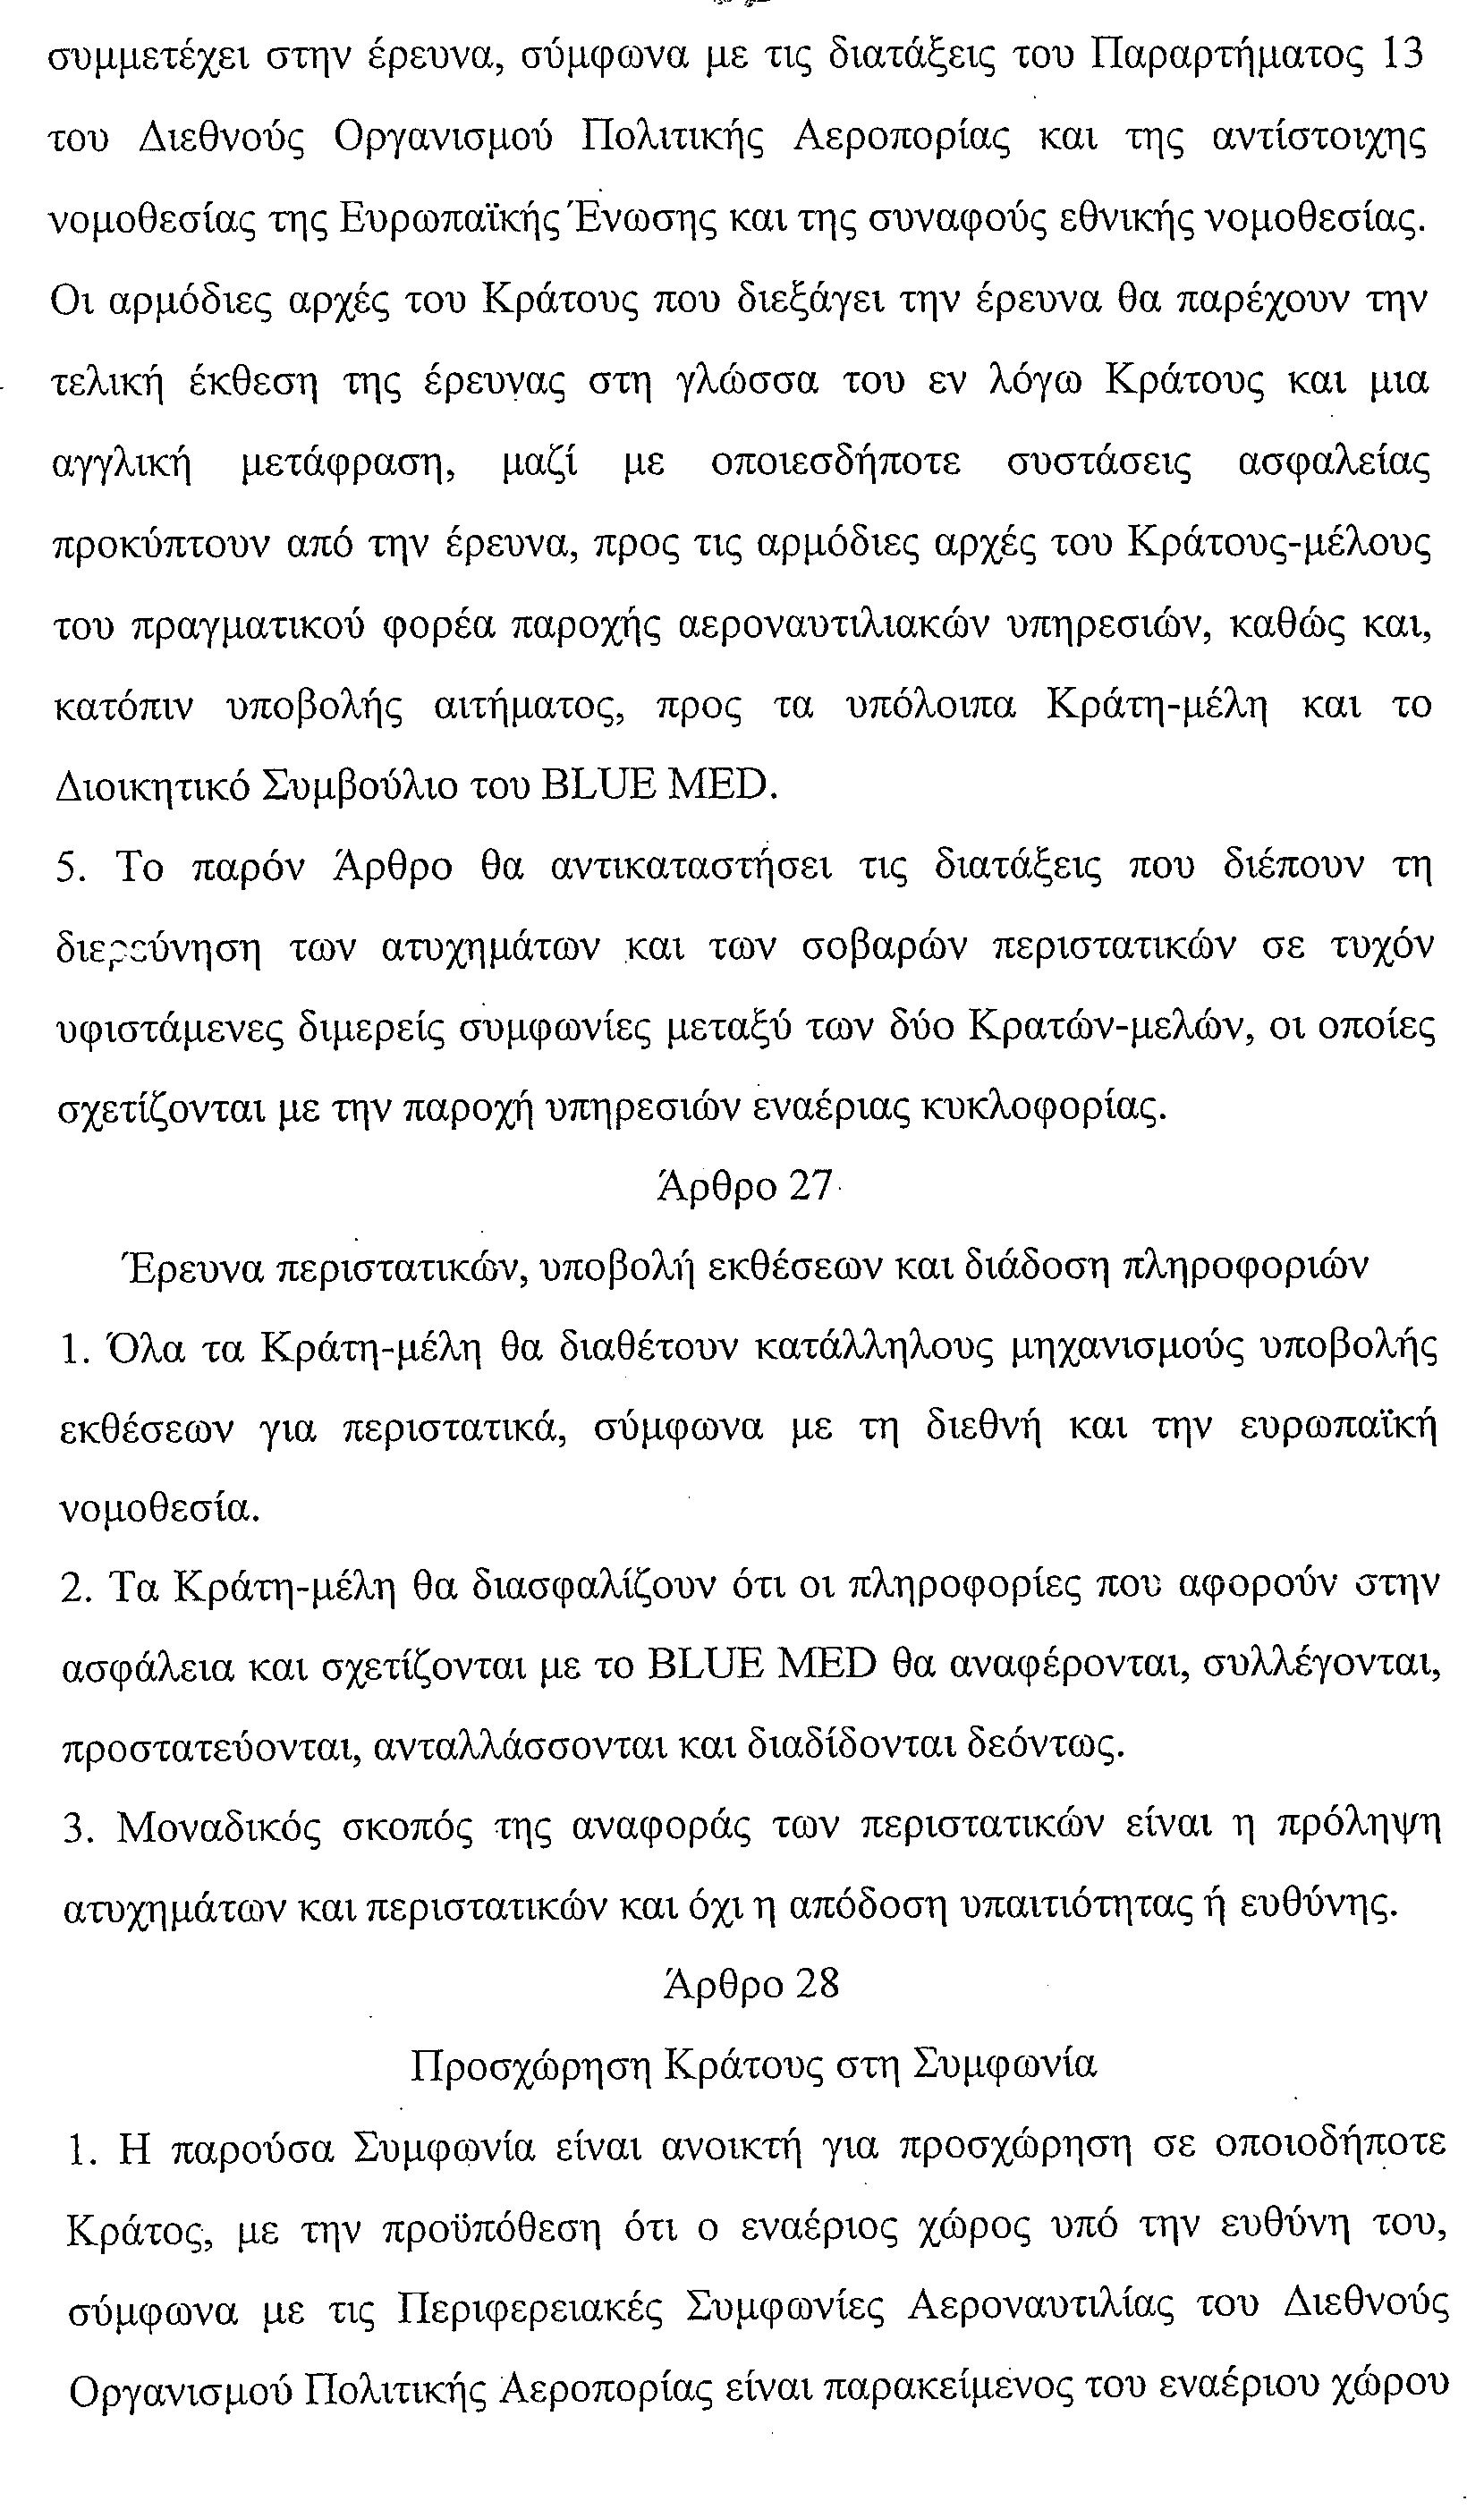 συμμετέχει στην έρευνα, σύμφωνα με τις διατάξεις του Παραρτήματος 13
του Διεθνούς Οργανισμού Πολιτικής Αεροπορίας και της αντίστοιχης
νομοθεσίας της Ευρωπαϊκής Ένωσης και της συναφούς εθνικής νομοθεσίας.
Οι αρμόδιες αρχές του Κράτους που διεξάγει την έρευνα θα παρέχουν την
τελική έκθεση της έρευνας στη γλώσσα του εν λόγω Κράτους και μια
αγγλική μετάφραση, μαζί με οποιεσδήποτε συστάσεις ασφαλείας
προκύπτουν από την έρευνα, προς τις αρμόδιες αρχές του Κράτους-μέλους
του πραγματικού φορέα παροχής αεροναυτιλιακών υπηρεσιών, καθώς και,
κατόπιν υποβολής αιτήματος, προς τα υπόλοιπα Κράτη-μέλη και το
Διοικητικό Συμβούλιο του BLUE MED.
5. Το παρόν Άρθρο θα αντικαταστήσει τις διατάξεις που διέπουν τη
διερεύνηση των ατυχημάτων και των σοβαρών περιστατικών σε τυχόν
υφιστάμενες διμερείς συμφωνίες μεταξύ των δύο Κρατών-μελών, οι οποίες
σχετίζονται με την παροχή υπηρεσιών εναέριας κυκλοφορίας.
Άρθρο 27
Έρευνα περιστατικών, υποβολή εκθέσεων και διάδοση πληροφοριών
1. Όλα τα Κράτη-μέλη θα διαθέτουν κατάλληλους μηχανισμούς υποβολής
εκθέσεων για περιστατικά, σύμφωνα με τη διεθνή και την ευρωπαϊκή
νομοθεσία.
2. Τα Κράτη-μέλη θα διασφαλίζουν ότι οι πληροφορίες που αφορούν στην
ασφάλεια και σχετίζονται με το BLUE MED θα αναφέρονται, συλλέγονται,
προστατεύονται, ανταλλάσσονται και διαδίδονται δεόντως.
3. Μοναδικός σκοπός της αναφοράς των περιστατικών είναι η πρόληψη
ατυχημάτων και περιστατικών και όχι η απόδοση υπαιτιότητας ή ευθύνης.
Άρθρο 28
Προσχώρηση Κράτους στη Συμφωνία
1. Η παρούσα Συμφωνία είναι ανοικτή για προσχώρηση σε οποιοδήποτε
Κράτος, με την προϋπόθεση ότι ο εναέριος χώρος υπό την ευθύνη του,
σύμφωνα με τις Περιφερειακές Συμφωνίες Αεροναυτιλίας του Διεθνούς
Οργανισμού Πολιτικής Αεροπορίας είναι παρακείμενος του εναέριου χώρου